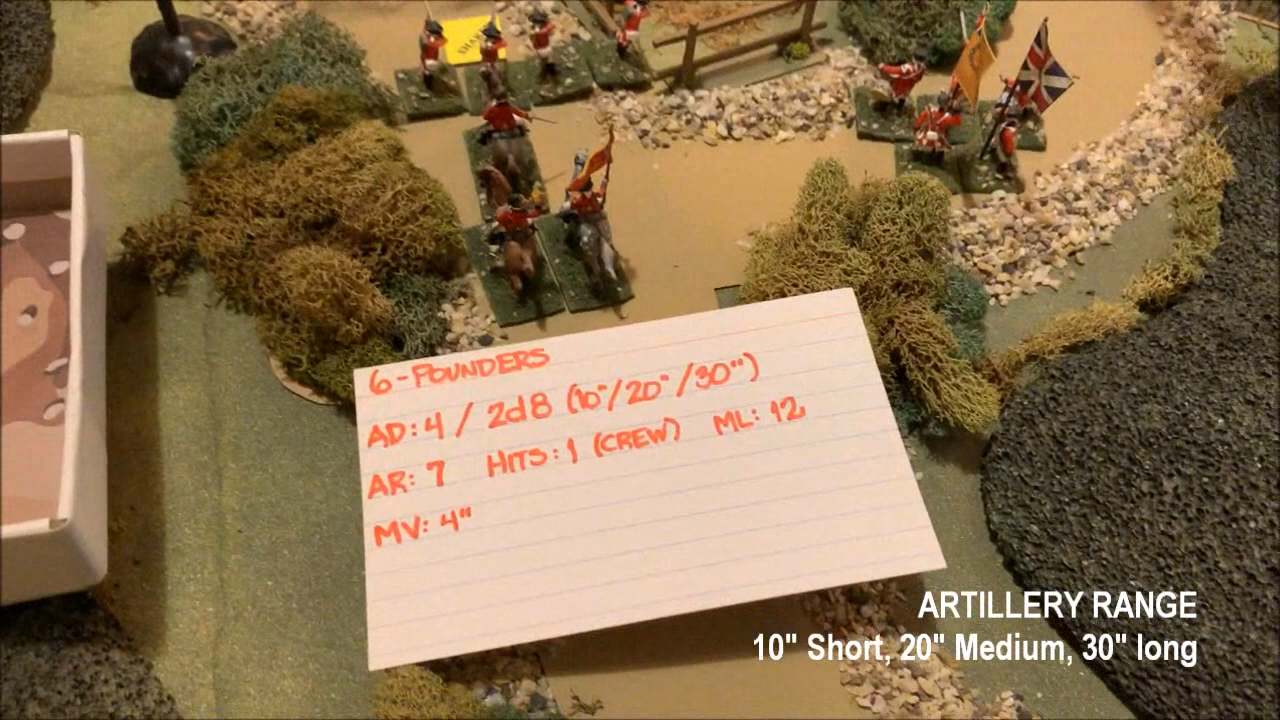 6-POUNDERS
AD: 4 / 2d8 (10"/20"/30")
AR: 7 HITS: 1 (CREW) ML: 12
MV: 4"
ARTILLERY RANGE
10" Short, 20" Medium, 30" long